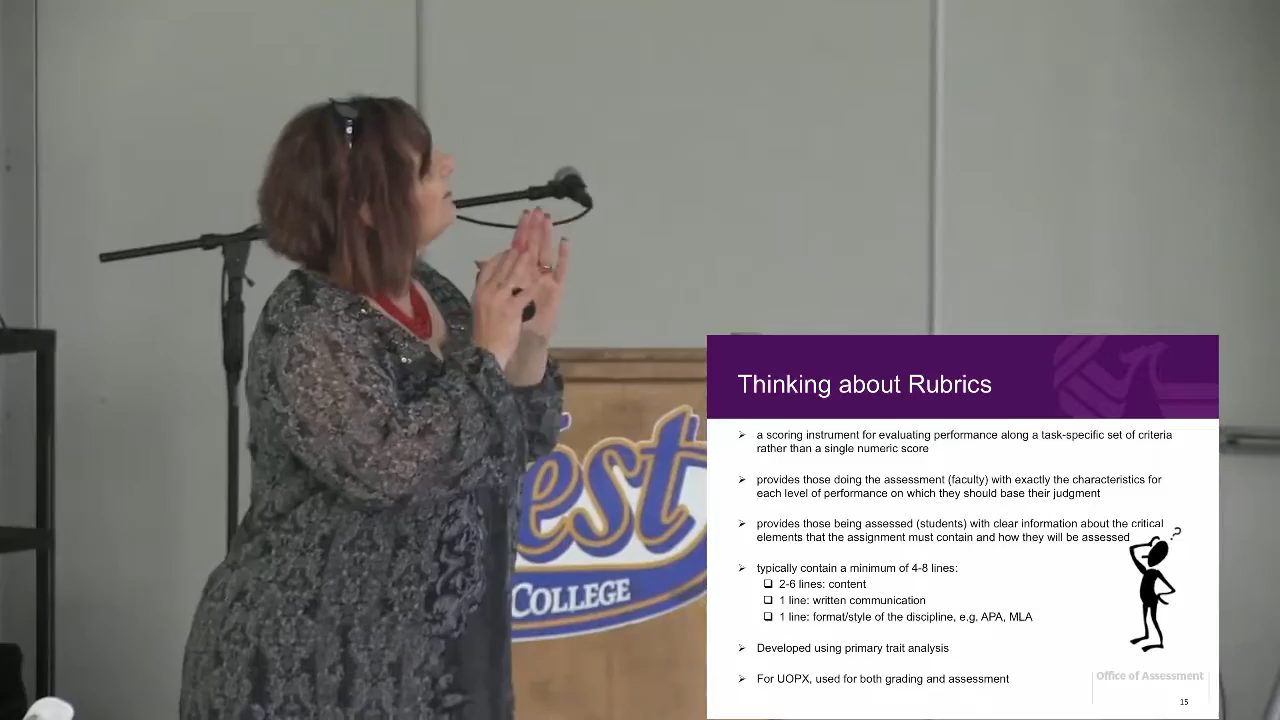 Thinking about Rubrics
a scoring instrument for evaluating performance along a task-specific set of criteria
rather than a single numeric score
provides those doing the assessment (faculty) with exactly the characteristics for
each level of performance on which they should base their judgment
provides those being assessed (students) with clear information about the critical
elements that the assignment must contain and how they will be assessed
typically contain a minimum of 4-8 lines:
2-6 lines: content
1 line: written communication
1 line: format/style of the discipline, e.g. APA, MLA
Developed using primary trait analysis
For UOPX, used for both grading and assessment
Office of Assessment
15
est
COLLEGE
?